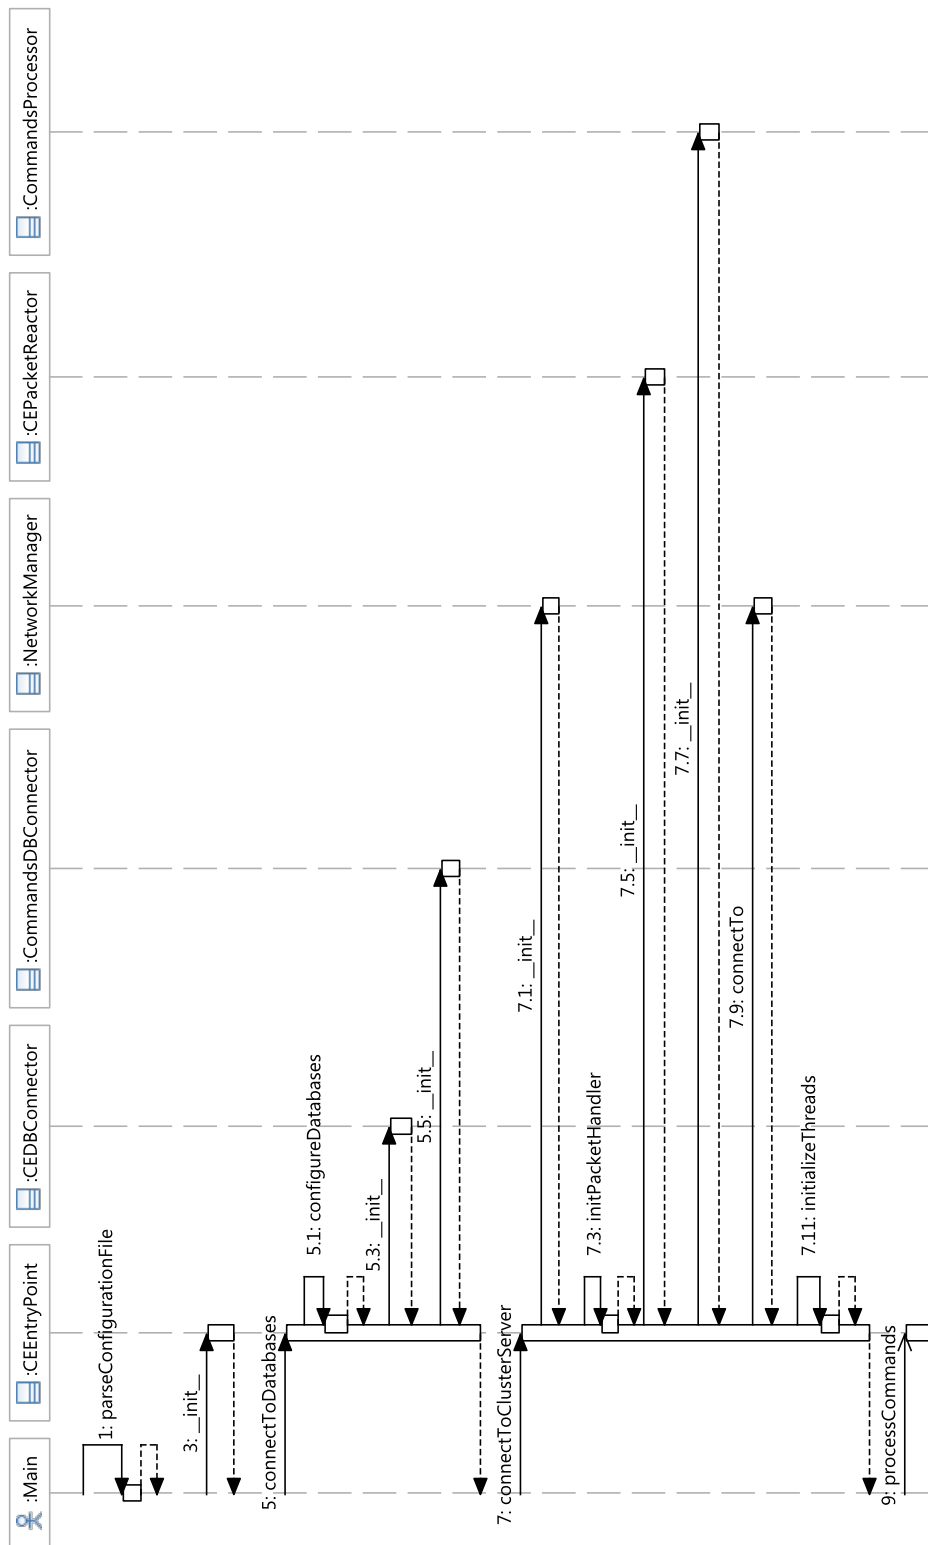 :Main
:CEEntryPoint
:CEDBConnector
:CommandsDBConnector
:NetworkManager
:CEPacketReactor
:CommandsProcessor
1: parseConfigurationFile
3: __init__
5: connectToDatabases
5.1: configureDatabases
5.3: __init__
5.5: __init__
7: connectToClusterServer
7.1: __init__
7.3: initPacketHandler
7.5: __init__
7.7: __init__
7.9: connectTo
7.11: initializeThreads
9: processCommands